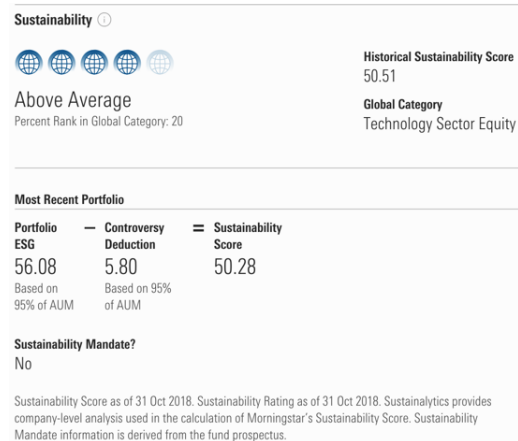 Sustainability
Historical Sustainability Score
50.51
Above Average
Percent Rank in Global Category: 20
Global Category
Technology Sector Equity
Most Recent Portfolio
Portfolio ESG — Controversy Deduction = Sustainability Score
56.08 5.80 50.28
Based on 95% of AUM Based on 95% of AUM
Sustainability Mandate?
No
Sustainability Score as of 31 Oct 2018. Sustainability Rating as of 31 Oct 2018. Sustainalytics provides
company-level analysis used in the calculation of Morningstar's Sustainability Score. Sustainability
Mandate information is derived from the fund prospectus.